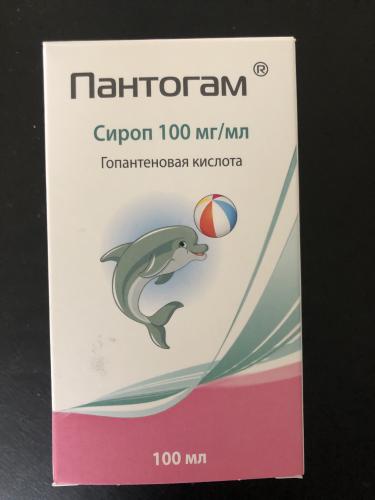 Пантогам®
Сироп 100 мг/мл
Гопантеновая кислота
100 мл